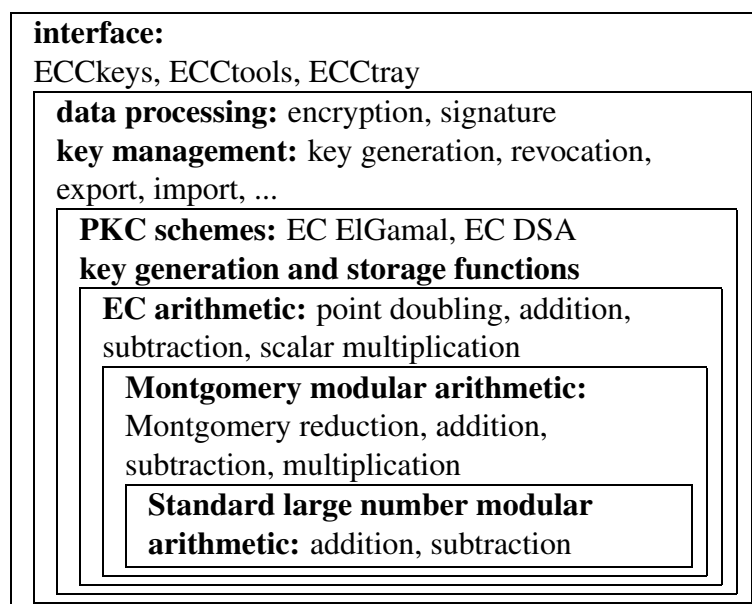 interface:
ECCkeys, ECCtools, ECCtray
data processing: encryption, signature
key management: key generation, revocation,
export, import, ...
PKC schemes: EC ElGamal, EC DSA
key generation and storage functions
EC arithmetic: point doubling, addition,
subtraction, scalar multiplication
Montgomery modular arithmetic:
Montgomery reduction, addition,
subtraction, multiplication
Standard large number modular
arithmetic: addition, subtraction